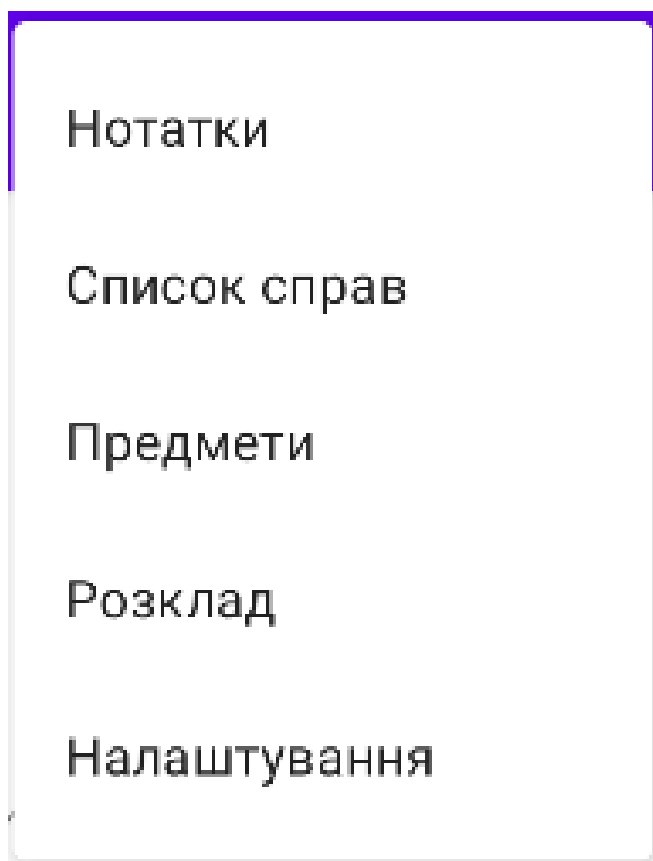 Нотатки
Список справ
Предмети
Розклад
Налаштування